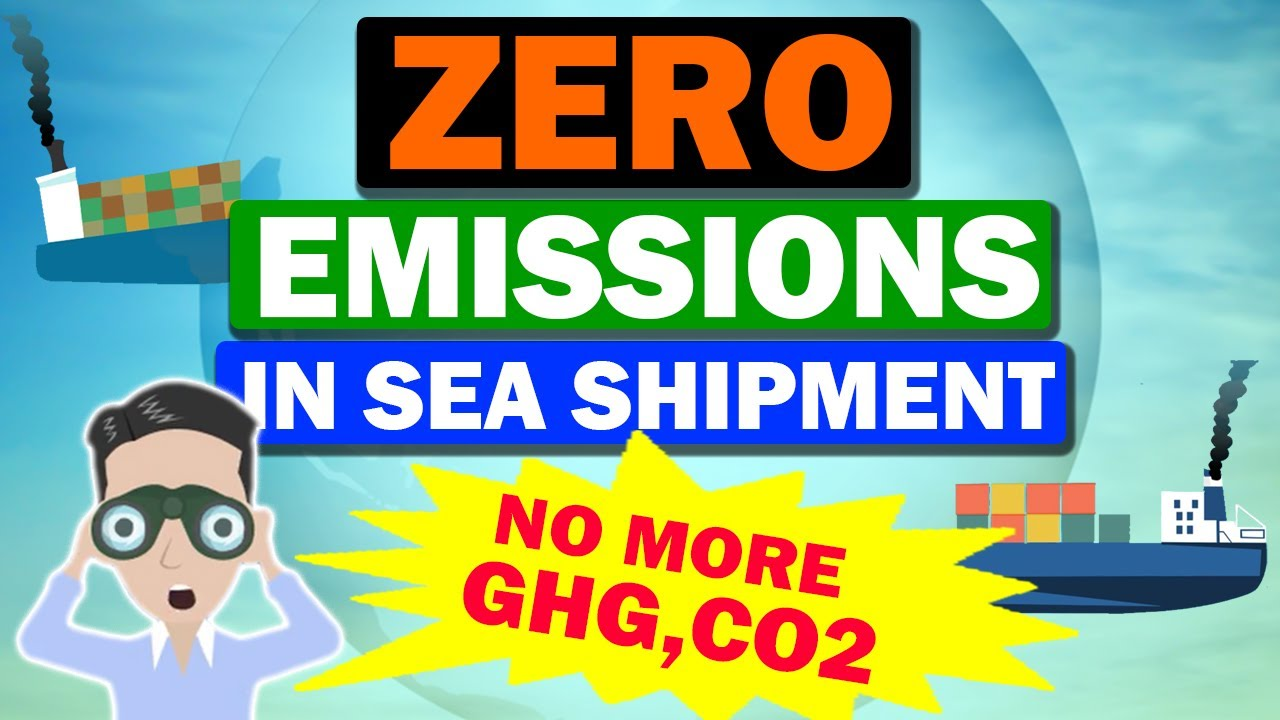 ZERO
EMISSIONS
IN SEA SHIPMENT
NO MORE
GHG,CO2